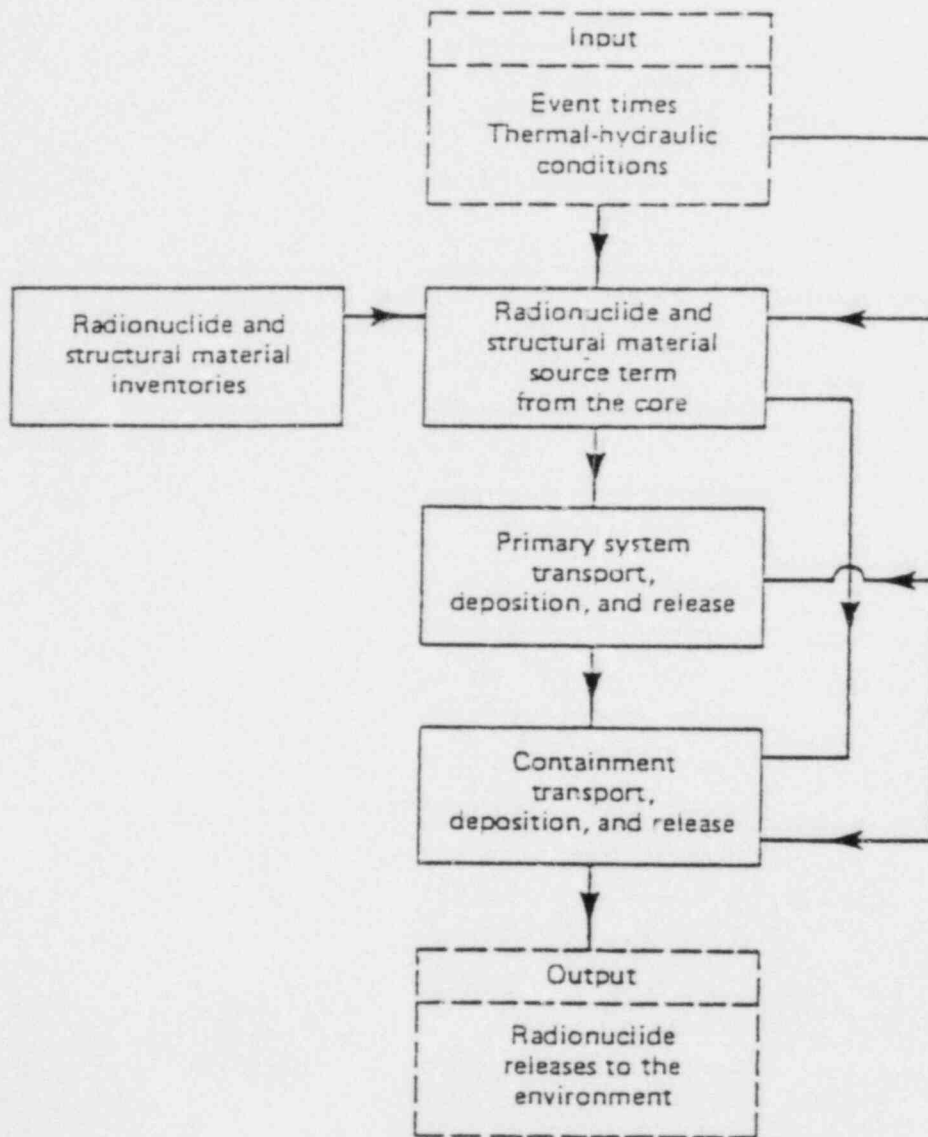 Input
Event times
Thermal-hydraulic
conditions
Radionuclide and
structural material
inventories
Radionuclide and
structural material
source term
from the core
Primary system
transport,
deposition, and release
Containment
transport,
deposition, and release
Output
Radionuclide
releases to the
environment